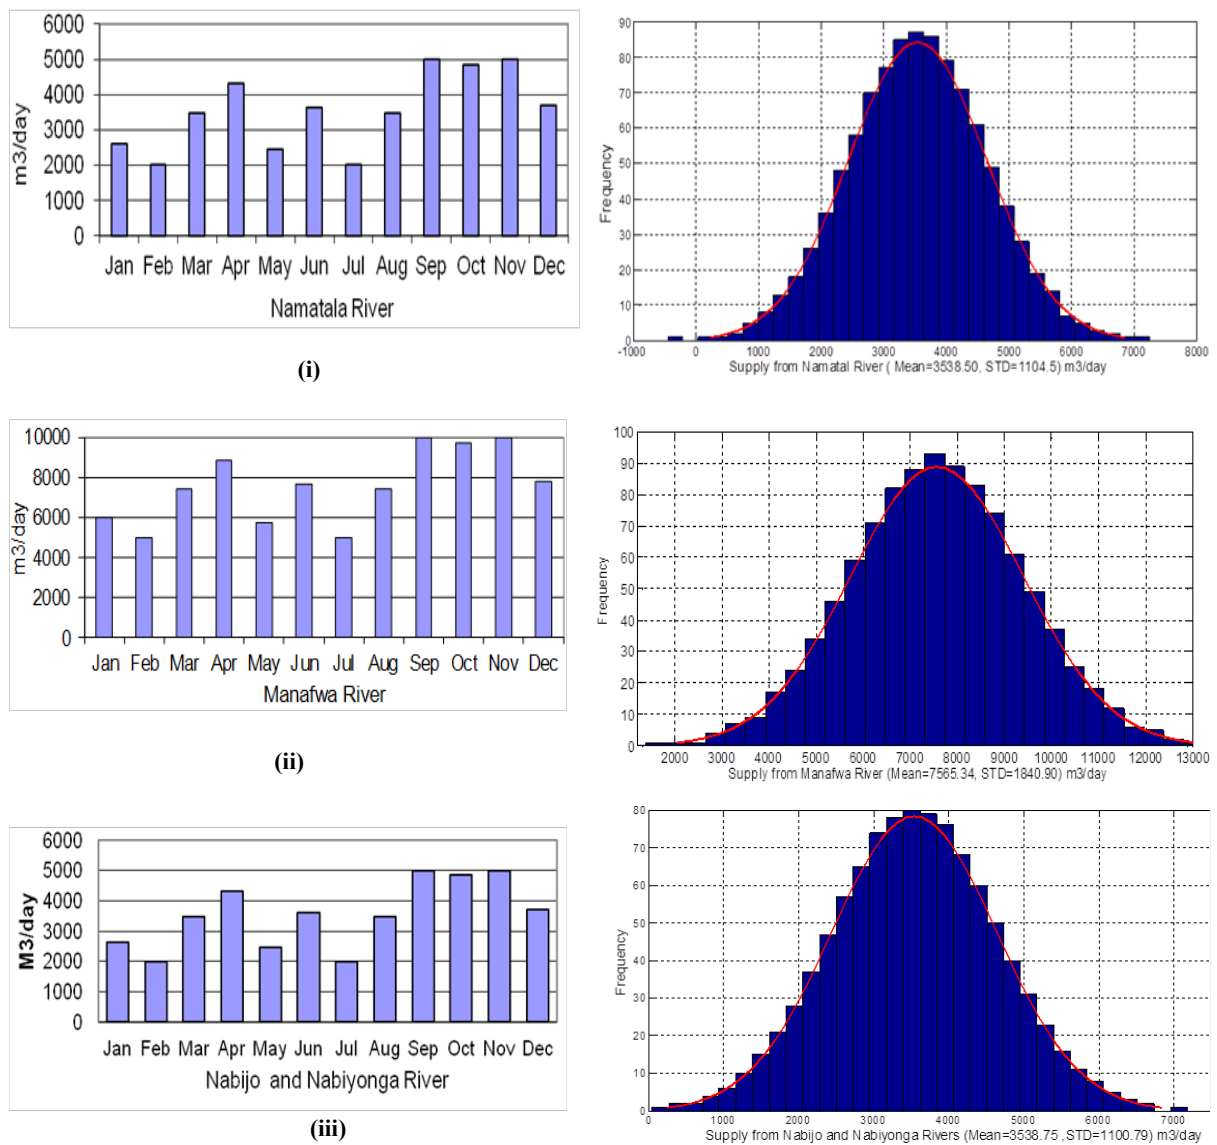 6000
5000
4000
3000
2000
1000
0
m3/day
Jan Feb Mar Apr May Jun Jul Aug Sep Oct Nov Dec
Namatala River
(i)
90
80
70
60
50
40
30
20
10
0
Frequency
-1000 0 1000 2000 3000 4000 5000 6000 7000 8000
Supply from Namatal River ( Mean=3538.50, STD=1104.5) m3/day
10000
8000
6000
4000
2000
0
m3/day
Jan Feb Mar Apr May Jun Jul Aug Sep Oct Nov Dec
Manafwa River
(ii)
100
90
80
70
60
50
40
30
20
10
0
Frequency
2000 3000 4000 5000 6000 7000 8000 9000 10000 11000 12000 13000
Supply from Manafwa River (Mean=7565.34, STD=1840.90) m3/day
6000
5000
4000
3000
2000
1000
0
M3/day
Jan Feb Mar Apr May Jun Jul Aug Sep Oct Nov Dec
Nabijo and Nabiyonga River
(iii)
80
70
60
50
40
30
20
10
0
Frequency
0 1000 2000 3000 4000 5000 6000 7000
Supply from Nabijo and Nabiyonga Rivers (Mean=3538.75 ,STD=1100.79) m3/day